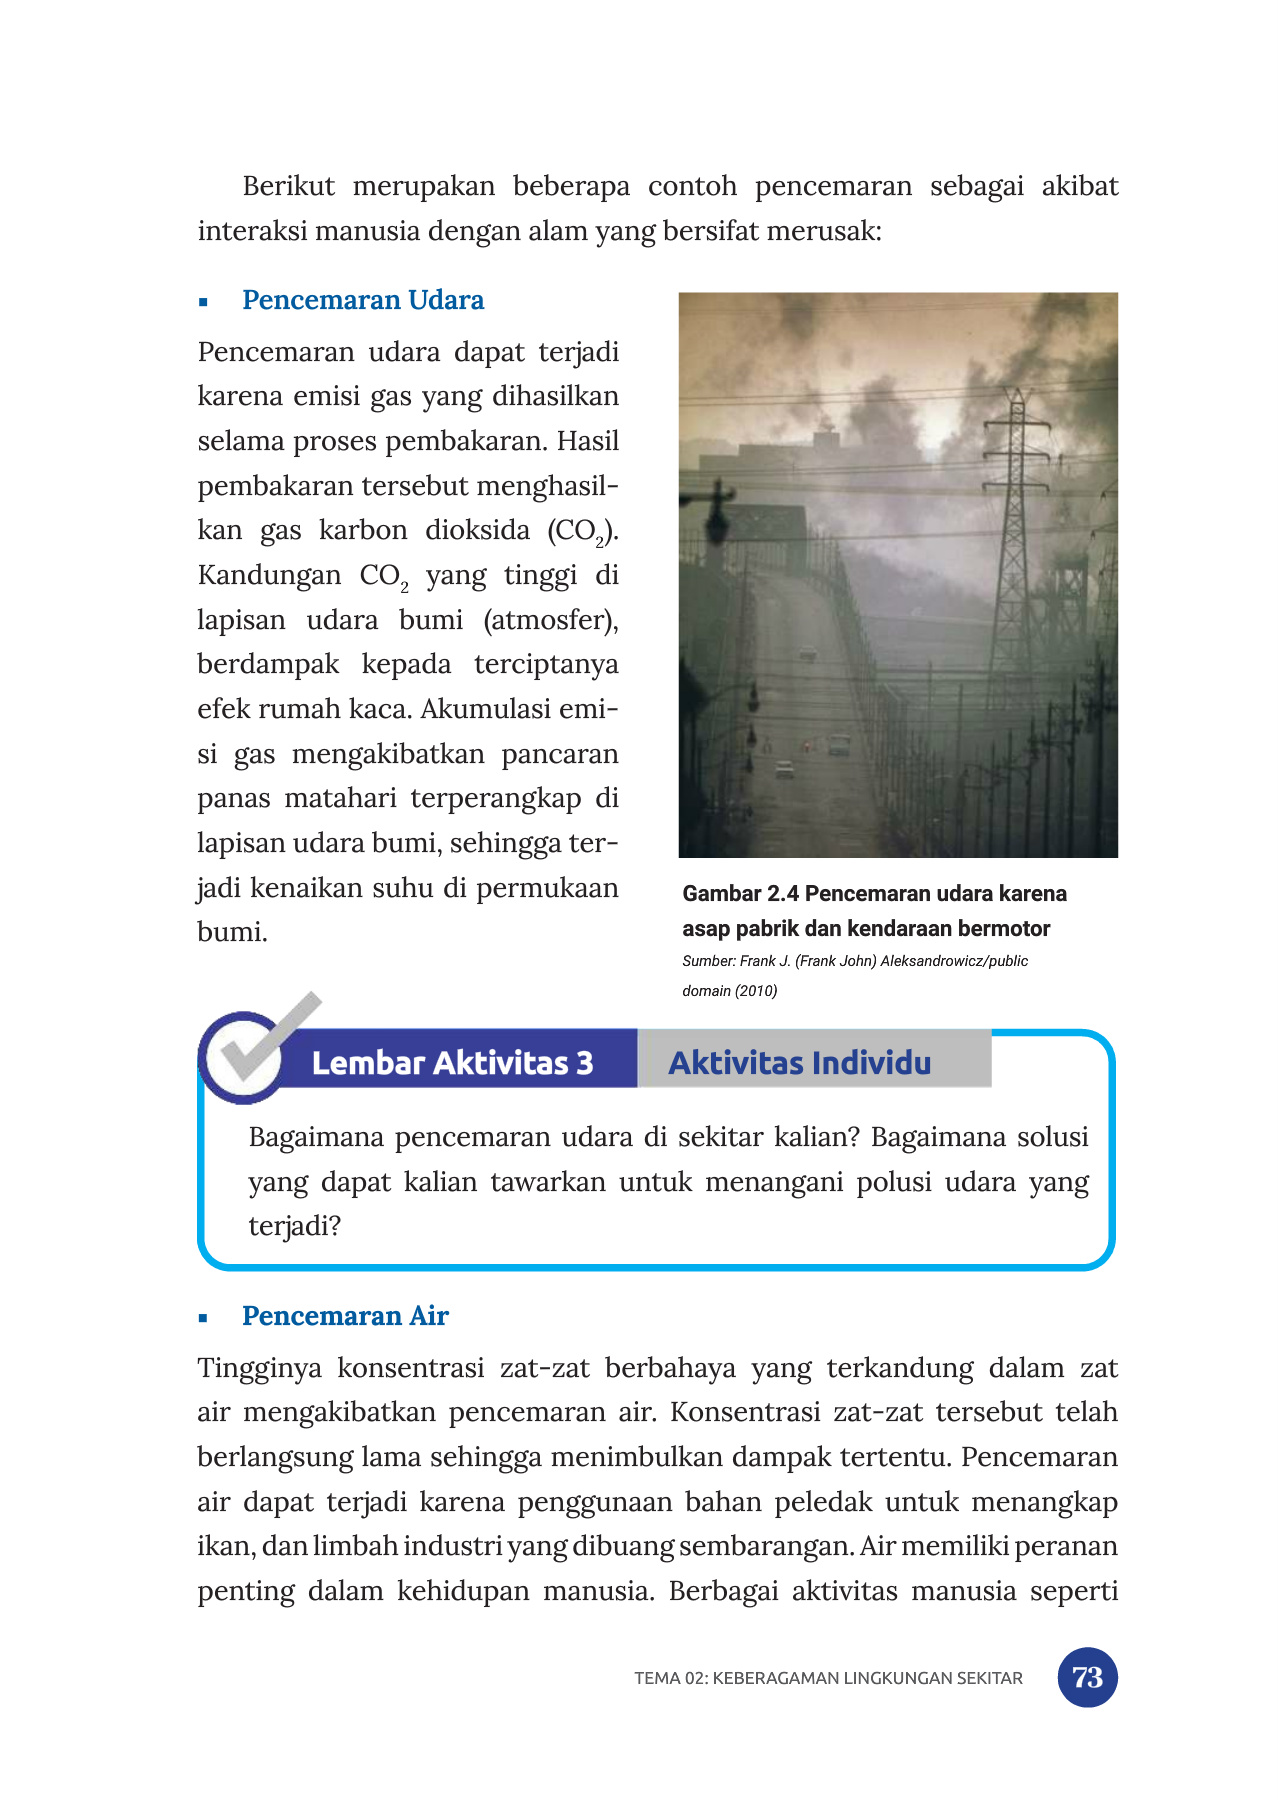 Berikut merupakan beberapa contoh pencemaran sebagai akibat
interaksi manusia dengan alam yang bersifat merusak:
▪ Pencemaran Udara
Pencemaran udara dapat terjadi
karena emisi gas yang dihasilkan
selama proses pembakaran. Hasil
pembakaran tersebut menghasil-
kan gas karbon dioksida (CO₂).
Kandungan CO₂ yang tinggi di
lapisan udara bumi (atmosfer),
berdampak kepada terciptanya
efek rumah kaca. Akumulasi emi-
si gas mengakibatkan pancaran
panas matahari terperangkap di
lapisan udara bumi, sehingga ter-
jadi kenaikan suhu di permukaan
bumi.
Gambar 2.4 Pencemaran udara karena
asap pabrik dan kendaraan bermotor
Sumber: Frank J. (Frank John) Aleksandrowicz/public
domain (2010)
Lembar Aktivitas 3 Aktivitas Individu
Bagaimana pencemaran udara di sekitar kalian? Bagaimana solusi
yang dapat kalian tawarkan untuk menangani polusi udara yang
terjadi?
▪ Pencemaran Air
Tingginya konsentrasi zat-zat berbahaya yang terkandung dalam zat
air mengakibatkan pencemaran air. Konsentrasi zat-zat tersebut telah
berlangsung lama sehingga menimbulkan dampak tertentu. Pencemaran
air dapat terjadi karena penggunaan bahan peledak untuk menangkap
ikan, dan limbah industri yang dibuang sembarangan. Air memiliki peranan
penting dalam kehidupan manusia. Berbagai aktivitas manusia seperti
TEMA 02: KEBERAGAMAN LINGKUNGAN SEKITAR 73